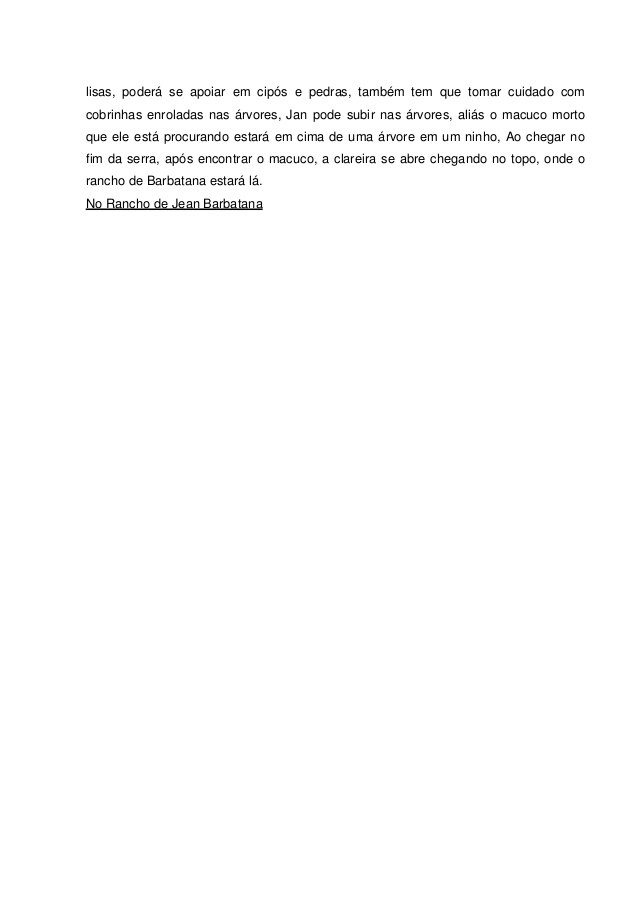 lisas, poderá se apoiar em cipós e pedras, também tem que tomar cuidado com
cobrinhas enroladas nas árvores, Jan pode subir nas árvores, aliás o macuco morto
que ele está procurando estará em cima de uma árvore em um ninho, Ao chegar no
fim da serra, após encontrar o macuco, a clareira se abre chegando no topo, onde o
rancho de Barbatana estará lá.
No Rancho de Jean Barbatana